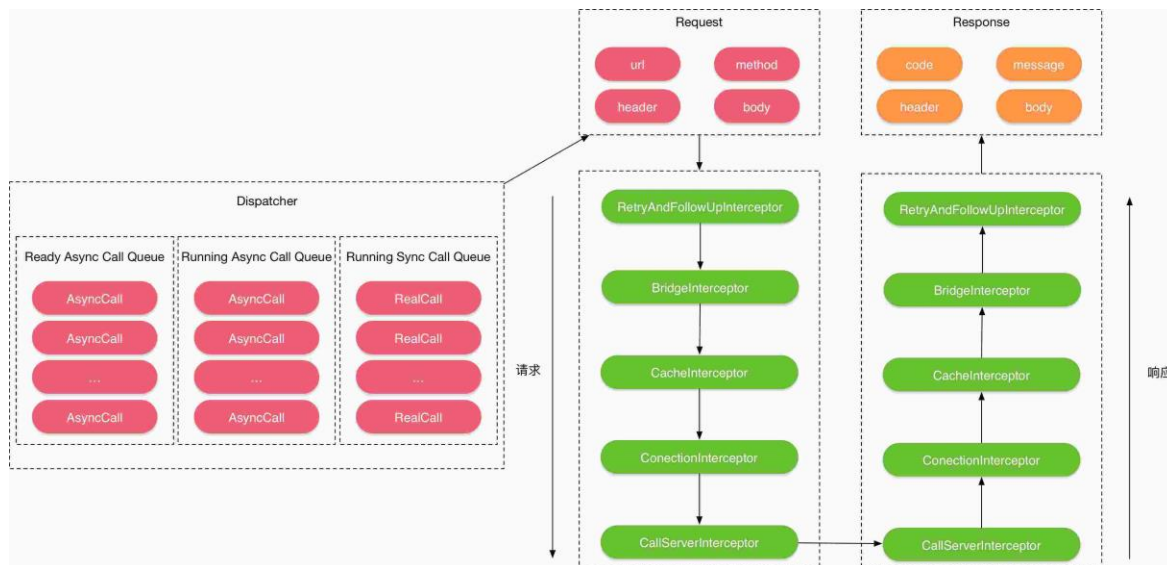 Request
url
method
header
body
Response
code
message
header
body
Dispatcher
Ready Async Call Queue
AsyncCall
AsyncCall
...
AsyncCall
Running Async Call Queue
AsyncCall
AsyncCall
...
AsyncCall
Running Sync Call Queue
RealCall
RealCall
...
RealCall
请求
RetryAndFollowUpInterceptor
BridgeInterceptor
CacheInterceptor
ConectionInterceptor
CallServerInterceptor
RetryAndFollowUpInterceptor
BridgeInterceptor
CacheInterceptor
ConectionInterceptor
CallServerInterceptor
响应